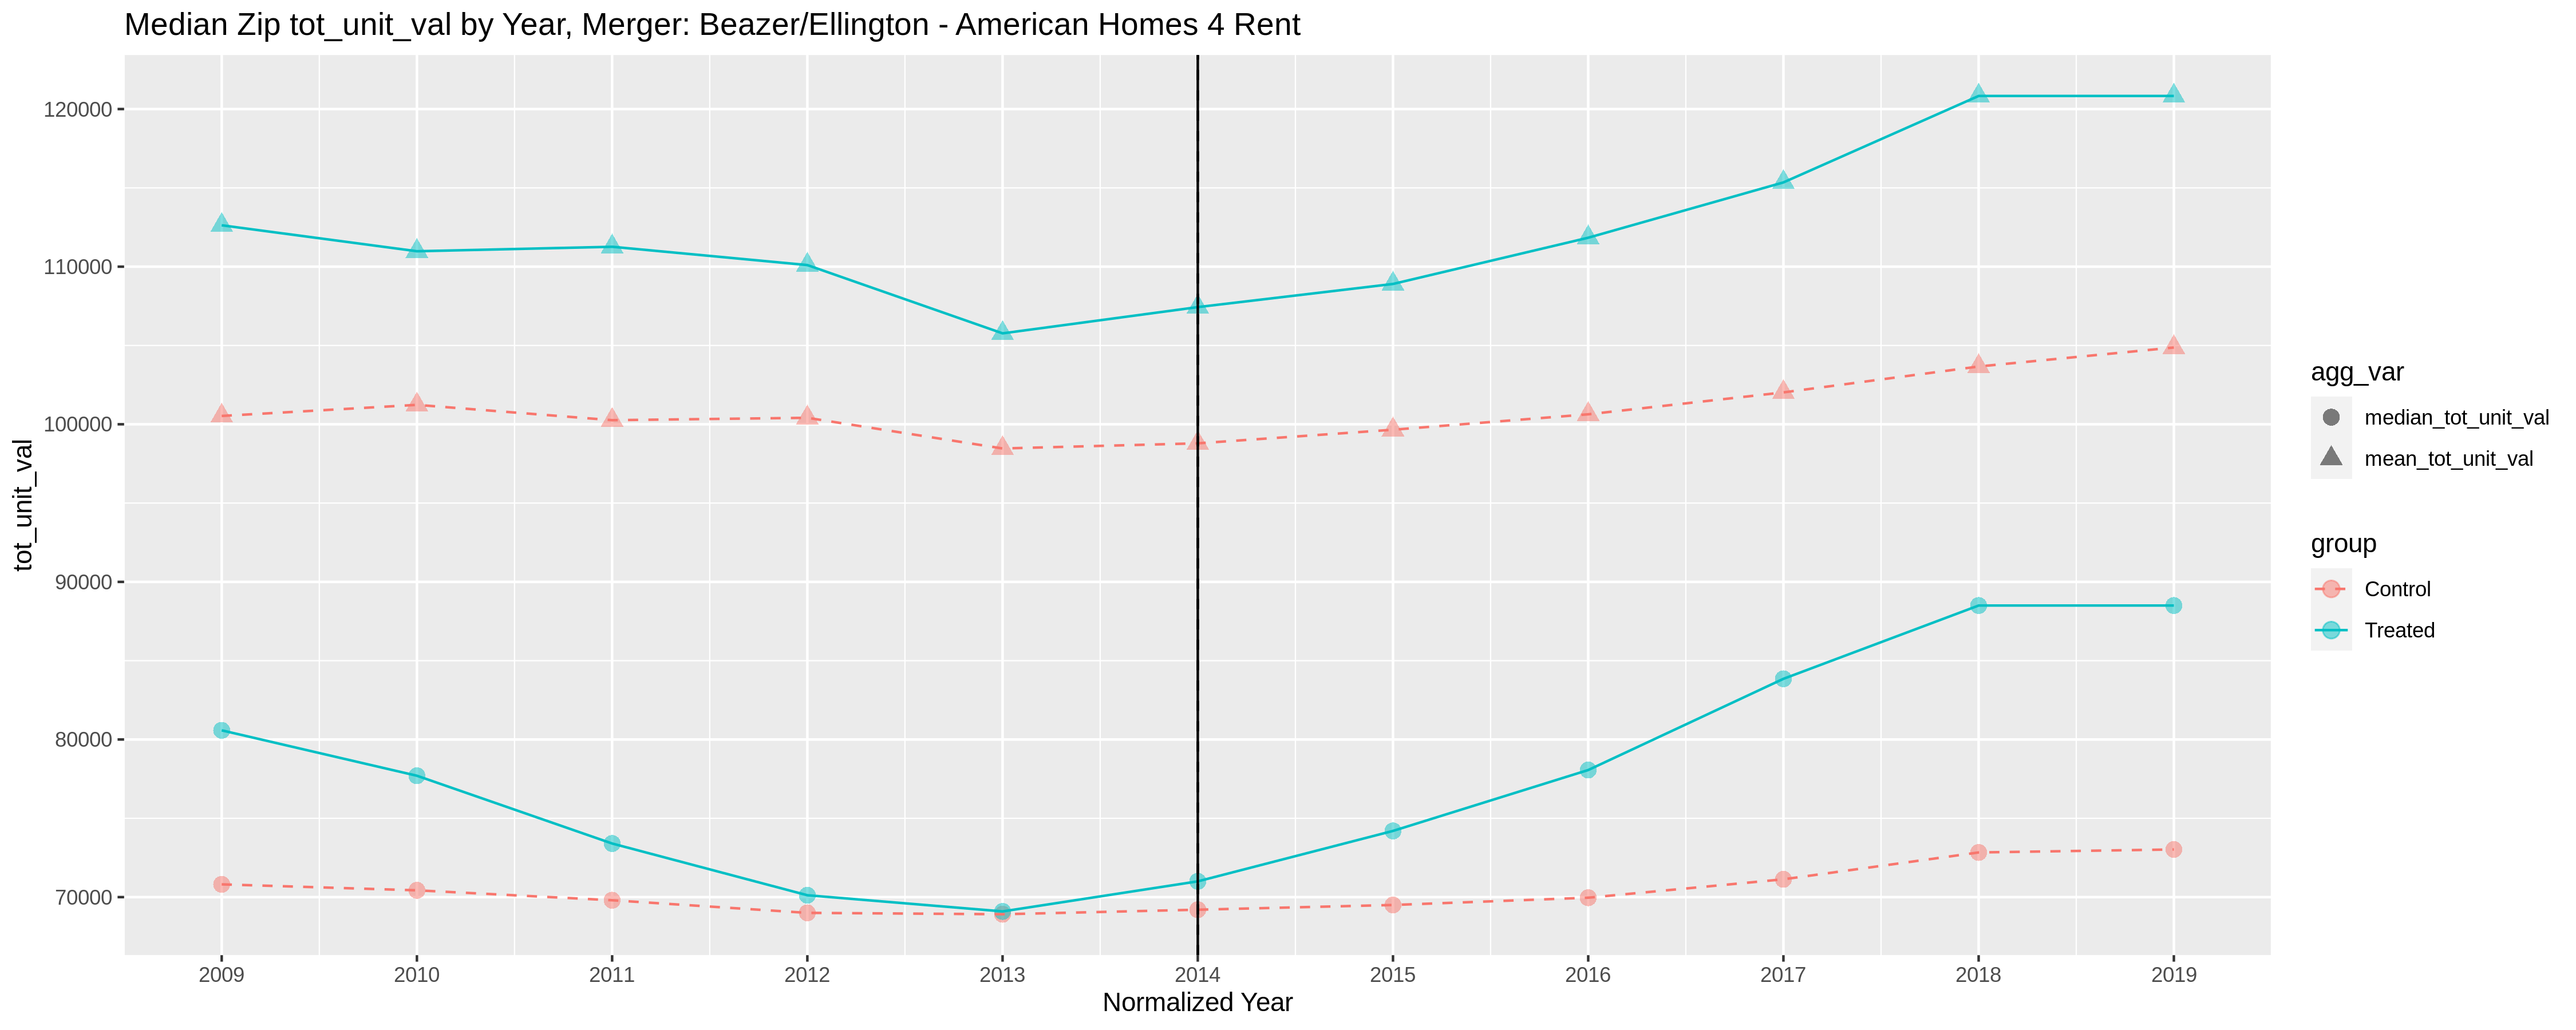 Median Zip tot_unit_val by Year, Merger: Beazer/Ellington - American Homes 4 Rent
tot_unit_val
120000
110000
100000
90000
80000
70000
2009 2010 2011 2012 2013 2014 2015 2016 2017 2018 2019
Normalized Year
agg_var
median_tot_unit_val
mean_tot_unit_val
group
Control
Treated